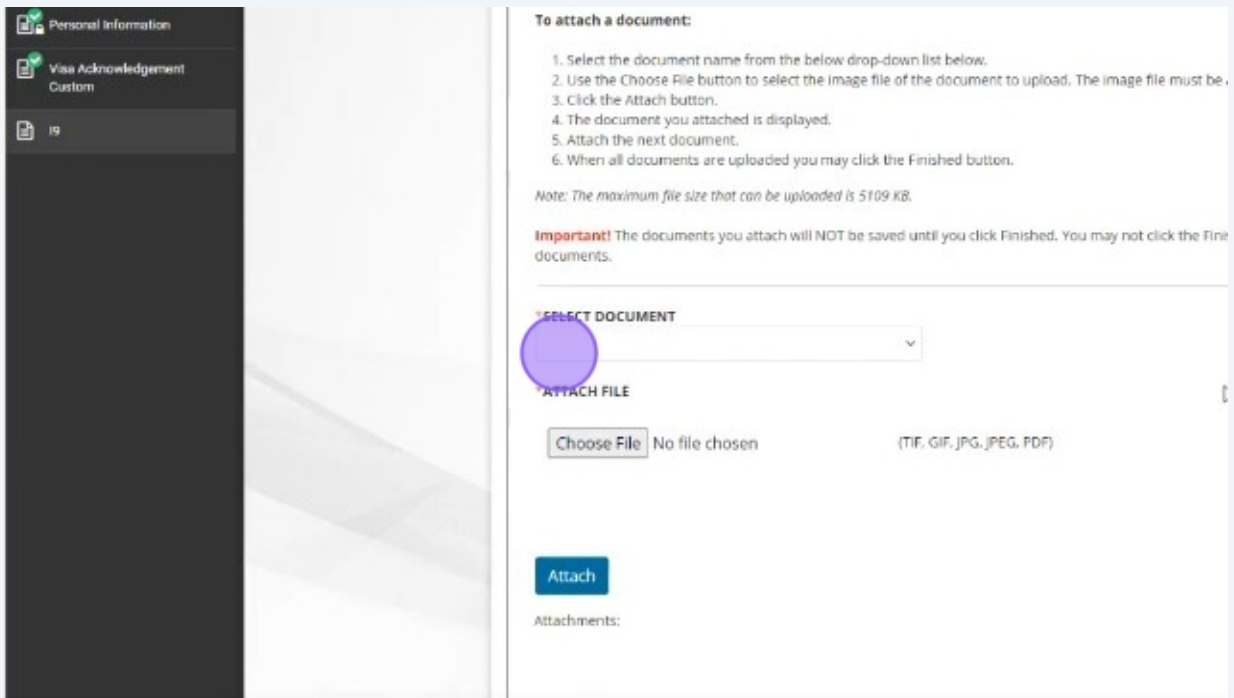 Personal Information
Visa Acknowledgement
Custom
I9
To attach a document:
1. Select the document name from the below drop-down list below.
2. Use the Choose File button to select the image file of the document to upload. The image file must be
3. Click the Attach button.
4. The document you attached is displayed.
5. Attach the next document.
6. When all documents are uploaded you may click the Finished button.
Note: The maximum file size that can be uploaded is 5109 KB.
Important! The documents you attach will NOT be saved until you click Finished. You may not click the
documents.
*SELECT DOCUMENT
*ATTACH FILE
Choose File No file chosen (TIF, GIF, JPG, JPEG, PDF)
Attach
Attachments: